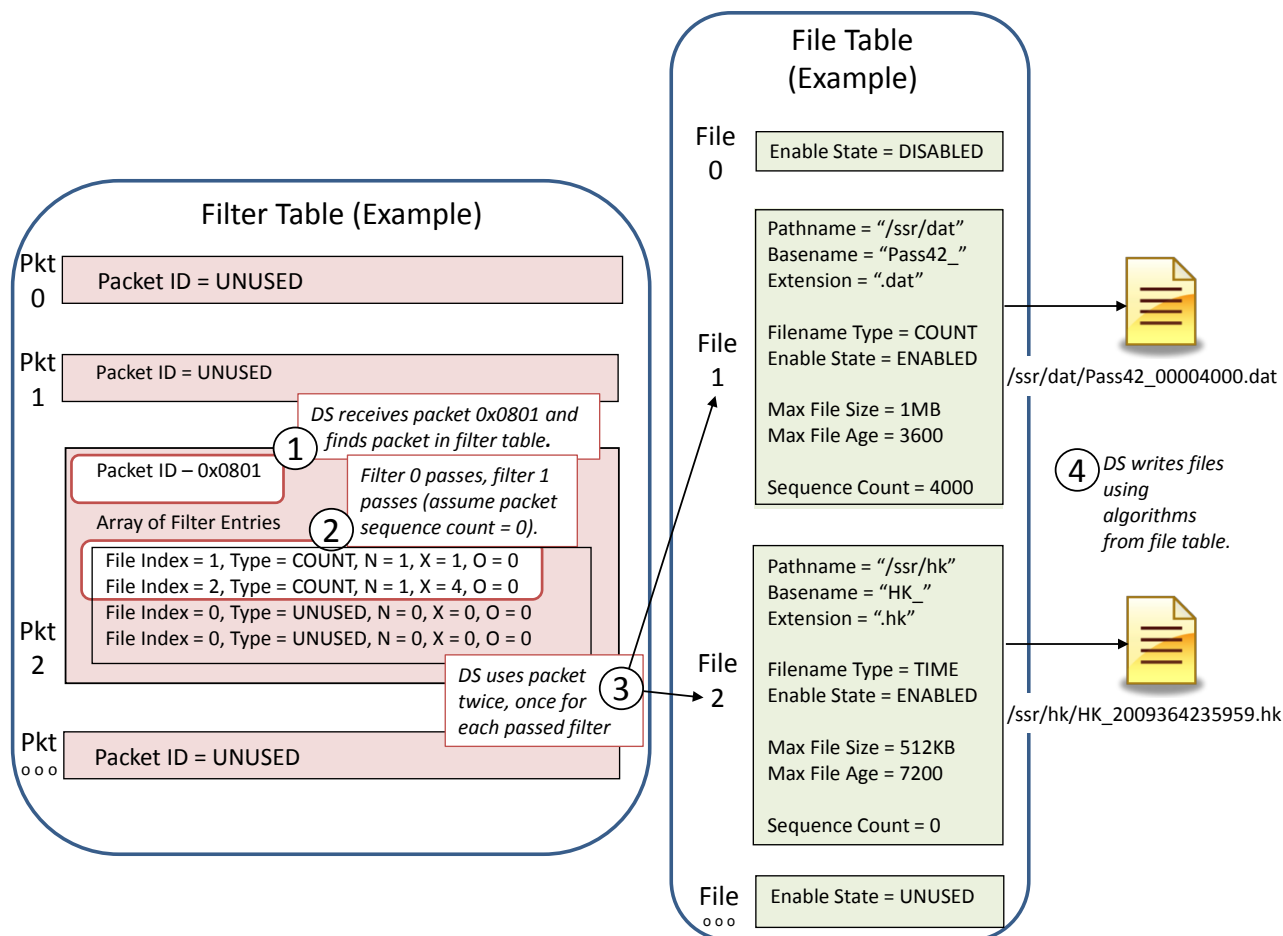 Filter Table (Example)
Pkt
0
Packet ID = UNUSED
Pkt
1
Packet ID = UNUSED
1
DS receives packet 0x0801 and
finds packet in filter table.
Packet ID – 0x0801
Filter 0 passes, filter 1
passes (assume packet
sequence count = 0).
2
Array of Filter Entries
File Index = 1, Type = COUNT, N = 1, X = 1, O = 0
File Index = 2, Type = COUNT, N = 1, X = 4, O = 0
File Index = 0, Type = UNUSED, N = 0, X = 0, O = 0
File Index = 0, Type = UNUSED, N = 0, X = 0, O = 0
Pkt
2
DS uses packet
twice, once for
each passed filter
3
Pkt
o o o
Packet ID = UNUSED
File Table
(Example)
File
0
Enable State = DISABLED
File
1
Pathname = “/ssr/dat”
Basename = “Pass42_”
Extension = “.dat”
Filename Type = COUNT
Enable State = ENABLED
Max File Size = 1MB
Max File Age = 3600
Sequence Count = 4000
File
2
Pathname = “/ssr/hk”
Basename = “HK_”
Extension = “.hk”
Filename Type = TIME
Enable State = ENABLED
Max File Size = 512KB
Max File Age = 7200
Sequence Count = 0
File
o o o
Enable State = UNUSED
/ssr/dat/Pass42_00004000.dat
4
DS writes files
using
algorithms
from file table.
/ssr/hk/HK_2009364235959.hk